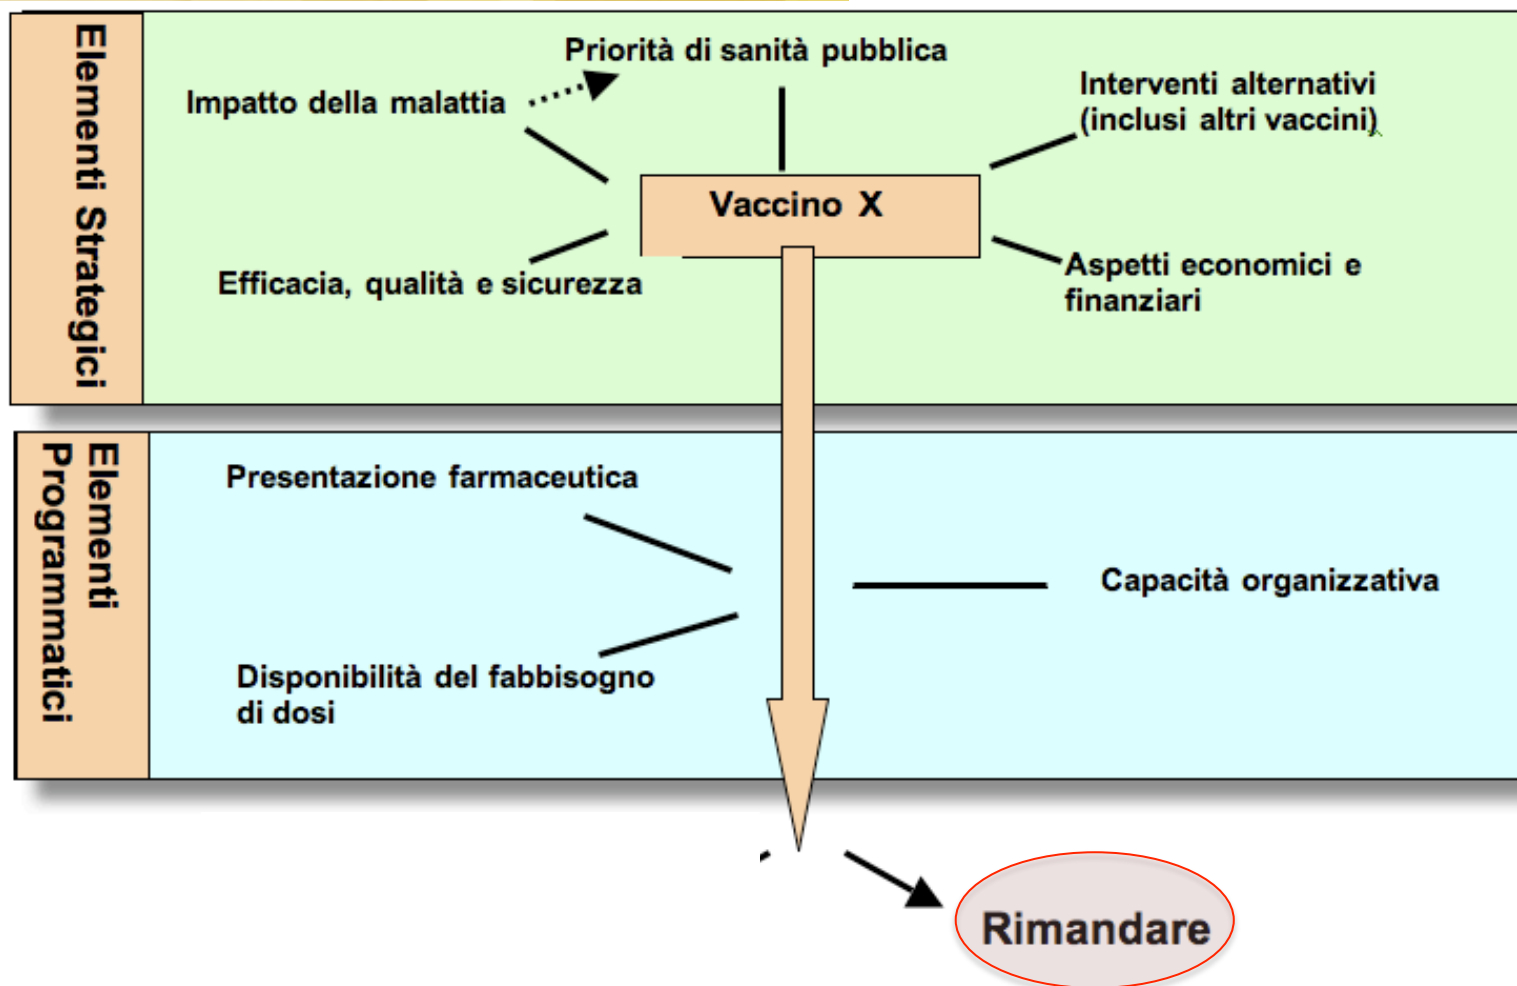 Elementi Strategici
Priorità di sanità pubblica
Impatto della malattia
Interventi alternativi
(inclusi altri vaccini)
Vaccino X
Efficacia, qualità e sicurezza
Aspetti economici e
finanziari
Elementi
Programmatici
Presentazione farmaceutica
Capacità organizzativa
Disponibilità del fabbisogno
di dosi
Rimandare